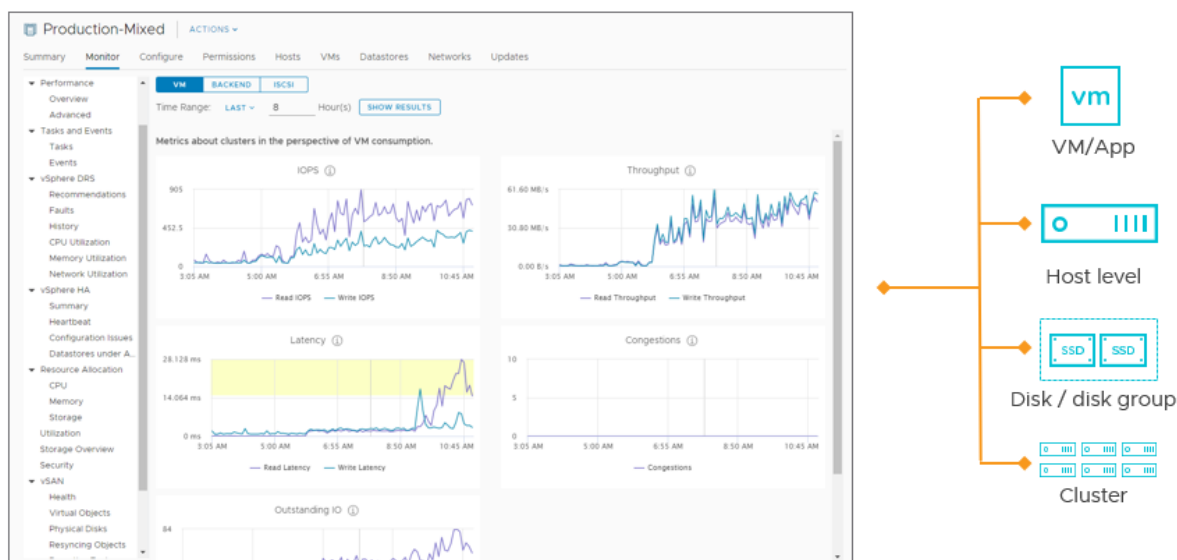 Production-Mixed ACTIONS
Summary Monitor Configure Permissions Hosts VMs Datastores Networks Updates
Performance
Overview
Advanced
Tasks and Events
Tasks
Events
vSphere DRS
Recommendations
Faults
History
CPU Utilization
Memory Utilization
Network Utilization
vSphere HA
Summary
Heartbeat
Configuration Issues
Datastores under A...
Resource Allocation
CPU
Memory
Storage
Utilization
Storage Overview
Security
vSAN
Health
Virtual Objects
Physical Disks
Resyncing Objects
VM BACKEND ISCSI
Time Range: LAST 8 Hour(s) SHOW RESULTS
Metrics about clusters in the perspective of VM consumption.
IOPS
905
452.5
0
3:05 AM 5:00 AM 6:55 AM 8:50 AM 10:45 AM
Read IOPS Write IOPS
Throughput
61.60 MB/s
30.80 MB/s
0.00 B/s
3:05 AM 5:00 AM 6:55 AM 8:50 AM 10:45 AM
Read Throughput Write Throughput
Latency
28.128 ms
14.064 ms
0 ms
3:05 AM 5:00 AM 6:55 AM 8:50 AM 10:45 AM
Read Latency Write Latency
Congestions
10
5
0
3:05 AM 5:00 AM 6:55 AM 8:50 AM 10:45 AM
Congestions
Outstanding IO
84
vm
VM/App
Host level
SSD SSD
Disk / disk group
Cluster